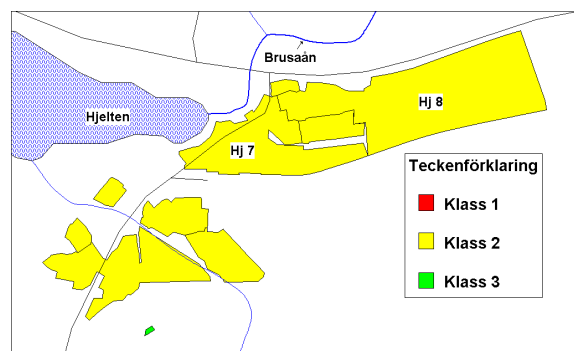 Brusaån
Hjelten
Hj 8
Hj 7
Teckenförklaring
Klass 1
Klass 2
Klass 3